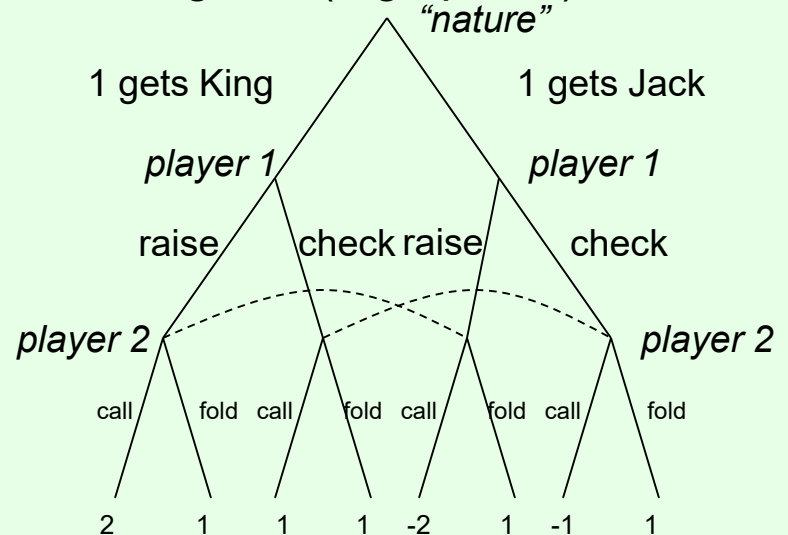 “nature”
1 gets King 1 gets Jack
player 1 player 1
raise check raise check
player 2 player 2
call fold call fold call fold call fold
2 1 1 1 -2 1 -1 1